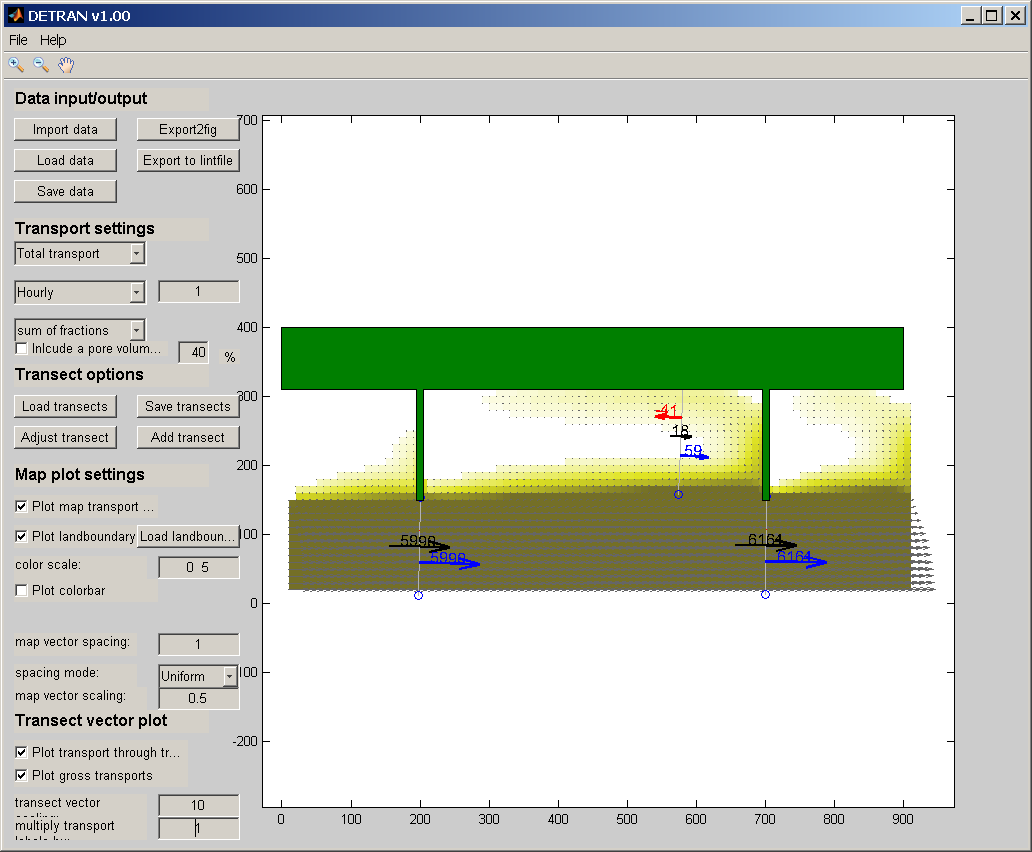 DETRAN v1.00
File Help
Data input/output
Import data Export2fig
Load data Export to lintfile
Save data
Transport settings
Total transport
Hourly 1
sum of fractions
Inlcude a pore volum... 40 %
Transect options
Load transects Save transects
Adjust transect Add transect
Map plot settings
Plot map transport ...
Plot landboundary Load landboun...
color scale: 0 5
Plot colorbar
map vector spacing: 1
spacing mode: Uniform
map vector scaling: 0.5
Transect vector plot
Plot transport through tr...
Plot gross transports
transect vector 10
multiply transport 1
700
600
500
400
300
200
100
0
100
-200
0 100 200 300 400 500 600 700 800 900
-41
18
59
5990
5990
6164
6164